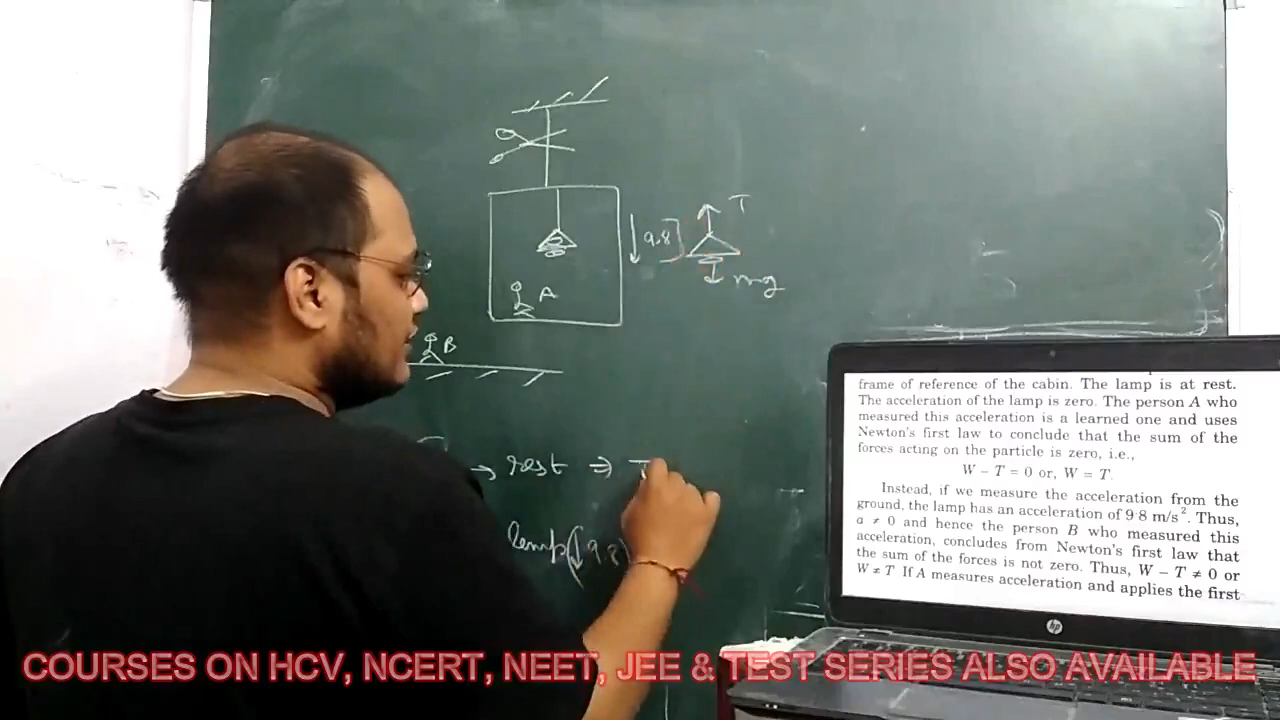 T
9.8
mg
A
B
→ rest ⇒ T
lamp(↓9.8
frame of reference of the cabin. The lamp is at rest.
The acceleration of the lamp is zero. The person A who
measured this acceleration is a learned one and uses
Newton's first law to conclude that the sum of the
forces acting on the particle is zero, i.e.,
W - T = 0 or, W = T.
Instead, if we measure the acceleration from the
ground, the lamp has an acceleration of 9·8 m/s². Thus,
a ≠ 0 and hence the person B who measured this
acceleration, concludes from Newton's first law that
the sum of the forces is not zero. Thus, W - T ≠ 0 or
W ≠ T If A measures acceleration and applies the first
hp
COURSES ON HCV, NCERT, NEET, JEE & TEST SERIES ALSO AVAILABLE